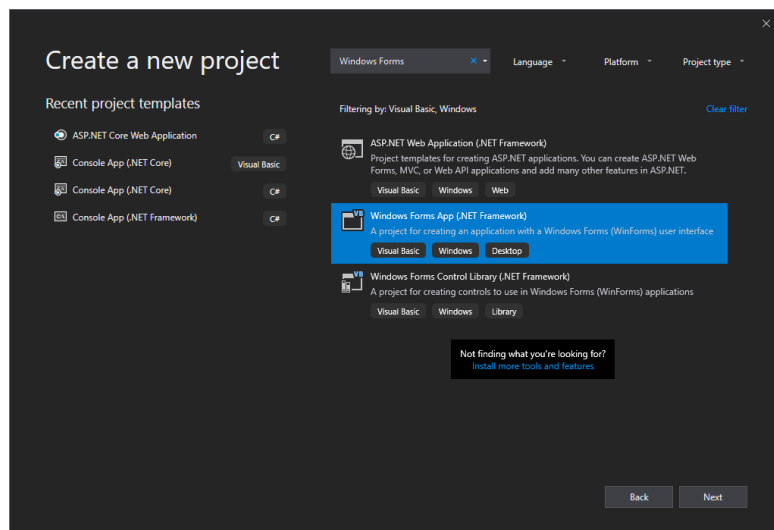 Create a new project
Windows Forms
Language
Platform
Project type
Recent project templates
Filtering by: Visual Basic, Windows
Clear filter
ASP.NET Core Web Application
C#
Console App (.NET Core)
Visual Basic
Console App (.NET Core)
C#
Console App (.NET Framework)
C#
ASP.NET Web Application (.NET Framework)
Project templates for creating ASP.NET applications. You can create ASP.NET Web
Forms, MVC, or Web API applications and add many other features in ASP.NET.
Visual Basic Windows Web
VB
Windows Forms App (.NET Framework)
A project for creating an application with a Windows Forms (WinForms) user interface
Visual Basic Windows Desktop
VB
Windows Forms Control Library (.NET Framework)
A project for creating controls to use in Windows Forms (WinForms) applications
Visual Basic Windows Library
Not finding what you're looking for?
Install more tools and features
Back
Next